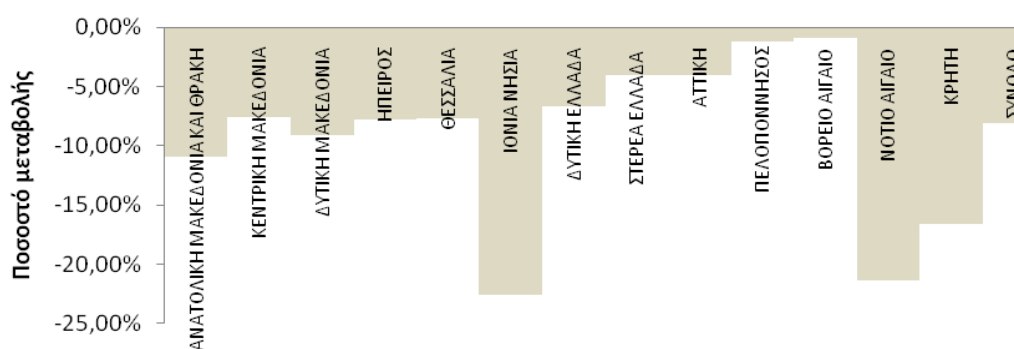 Ποσοστό μεταβολής
0,00%
-5,00%
-10,00%
-15,00%
-20,00%
-25,00%
ΑΝΑΤΟΛΙΚΗ ΜΑΚΕΔΟΝΙΑ ΚΑΙ ΘΡΑΚΗ
ΚΕΝΤΡΙΚΗ ΜΑΚΕΔΟΝΙΑ
ΔΥΤΙΚΗ ΜΑΚΕΔΟΝΙΑ
ΗΠΕΙΡΟΣ
ΘΕΣΣΑΛΙΑ
ΙΟΝΙΑ ΝΗΣΙΑ
ΔΥΤΙΚΗ ΕΛΛΑΔΑ
ΣΤΕΡΕΑ ΕΛΛΑΔΑ
ΑΤΤΙΚΗ
ΠΕΛΟΠΟΝΝΗΣΟΣ
ΒΟΡΕΙΟ ΑΙΓΑΙΟ
ΝΟΤΙΟ ΑΙΓΑΙΟ
ΚΡΗΤΗ